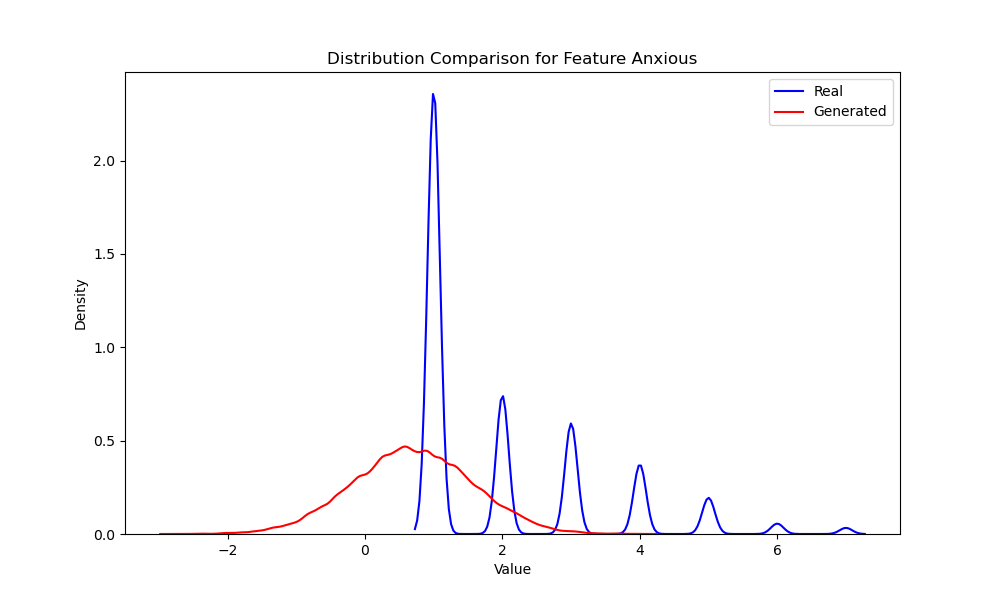 Distribution Comparison for Feature Anxious
Real
Generated
Density
2.0
1.5
1.0
0.5
0.0
−2
0
2
4
6
Value